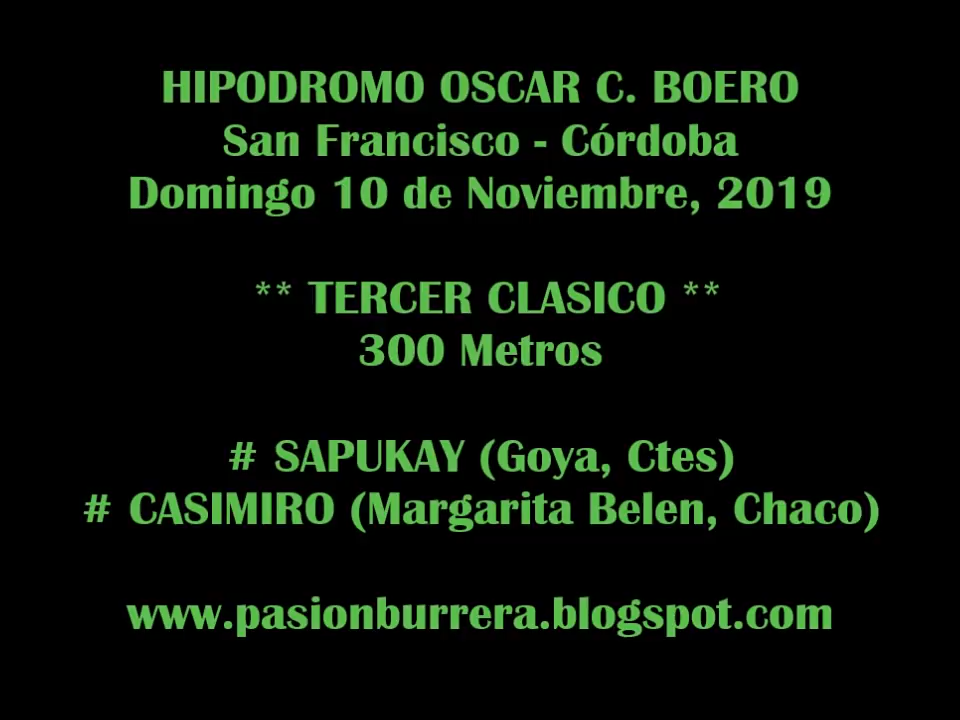 HIPODROMO OSCAR C. BOERO
San Francisco - Córdoba
Domingo 10 de Noviembre, 2019
** TERCER CLASICO **
300 Metros
# SAPUKAY (Goya, Ctes)
# CASIMIRO (Margarita Belen, Chaco)
www.pasionburrera.blogspot.com